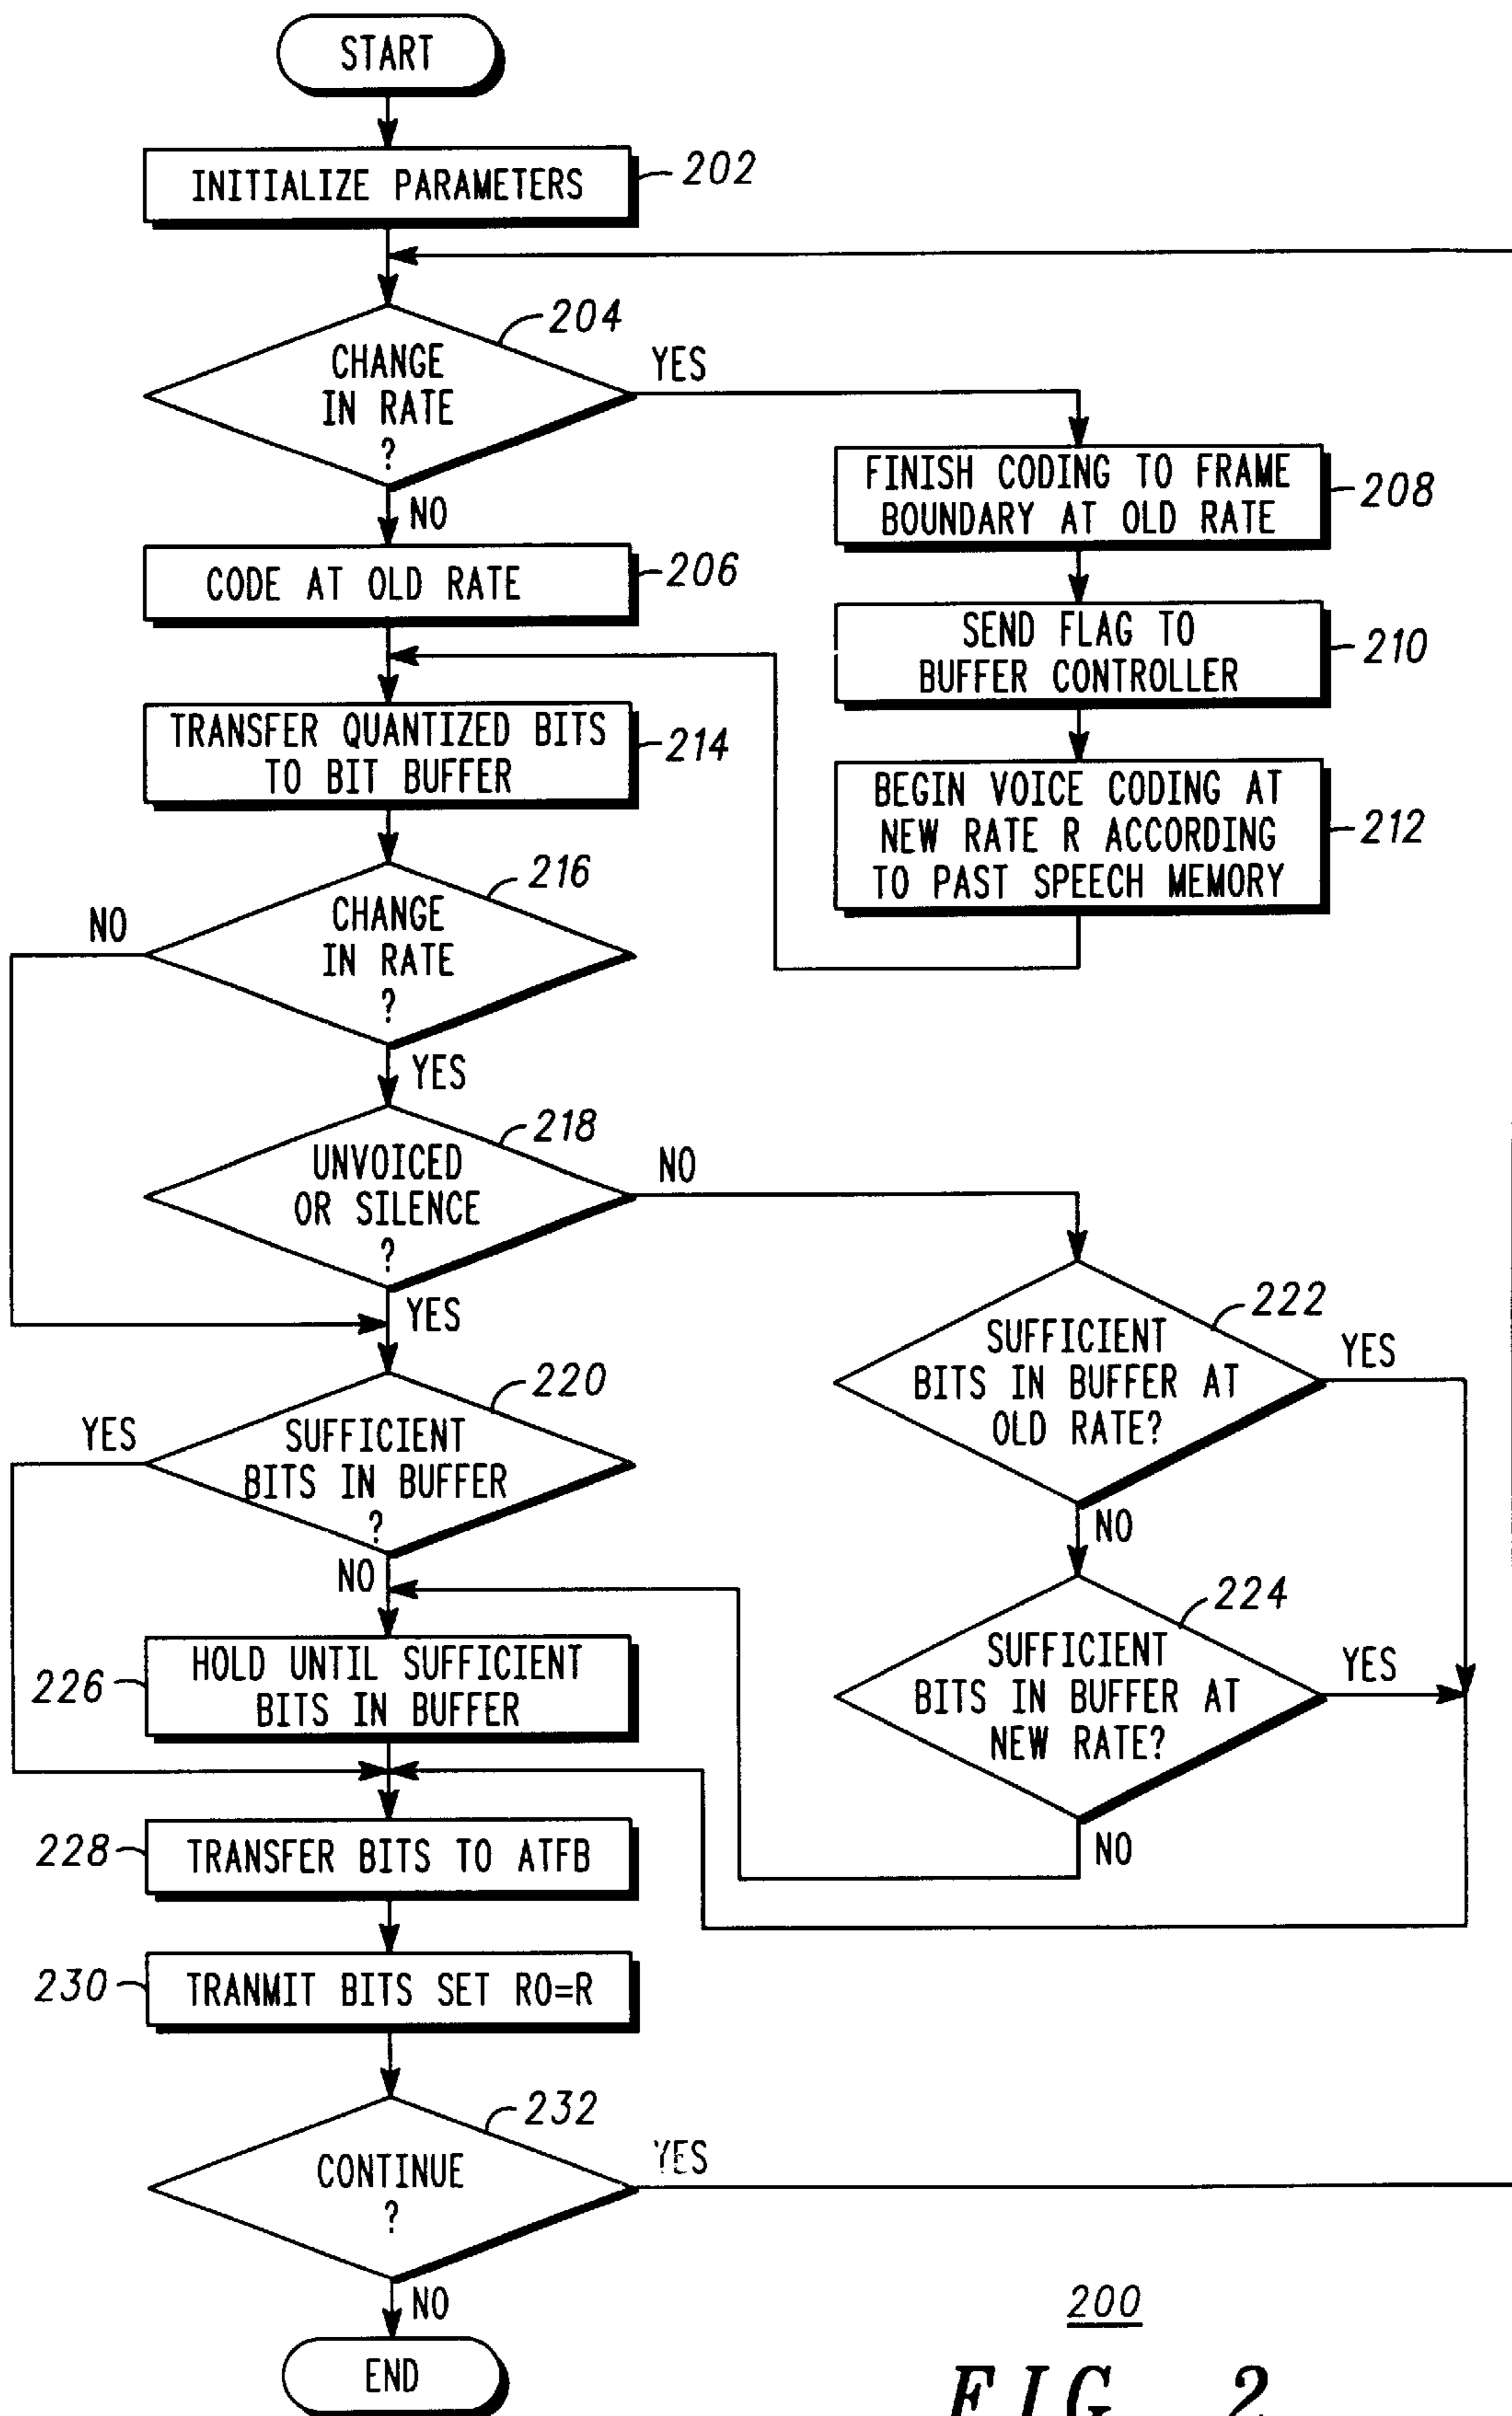 START
INITIALIZE PARAMETERS
202
204
CHANGE
IN RATE
?
YES
NO
FINISH CODING TO FRAME
BOUNDARY AT OLD RATE
208
CODE AT OLD RATE
206
SEND FLAG TO
BUFFER CONTROLLER
210
TRANSFER QUANTIZED BITS
TO BIT BUFFER
214
BEGIN VOICE CODING AT
NEW RATE R ACCORDING
TO PAST SPEECH MEMORY
212
216
CHANGE
IN RATE
?
NO
YES
218
UNVOICED
OR SILENCE
?
NO
YES
222
SUFFICIENT
BITS IN BUFFER AT
OLD RATE?
YES
NO
220
SUFFICIENT
BITS IN BUFFER
?
YES
NO
224
SUFFICIENT
BITS IN BUFFER AT
NEW RATE?
YES
NO
226
HOLD UNTIL SUFFICIENT
BITS IN BUFFER
228
TRANSFER BITS TO ATFB
230
TRANMIT BITS SET RO=R
232
CONTINUE
?
YES
NO
END
200
FIG. 2